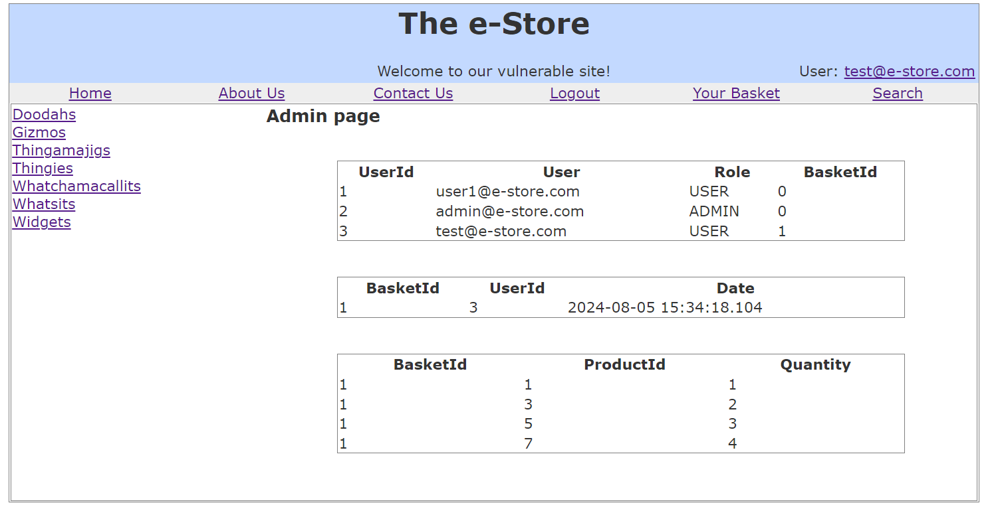 The e-Store
Welcome to our vulnerable site! User: test@e-store.com
Home About Us Contact Us Logout Your Basket Search
Doodahs
Gizmos
Thingamajigs
Thingies
Whatchamacallits
Whatsits
Widgets
Admin page
UserId User Role BasketId
1 user1@e-store.com USER 0
2 admin@e-store.com ADMIN 0
3 test@e-store.com USER 1
BasketId UserId Date
1 3 2024-08-05 15:34:18.104
BasketId ProductId Quantity
1 1 1
1 3 2
1 5 3
1 7 4